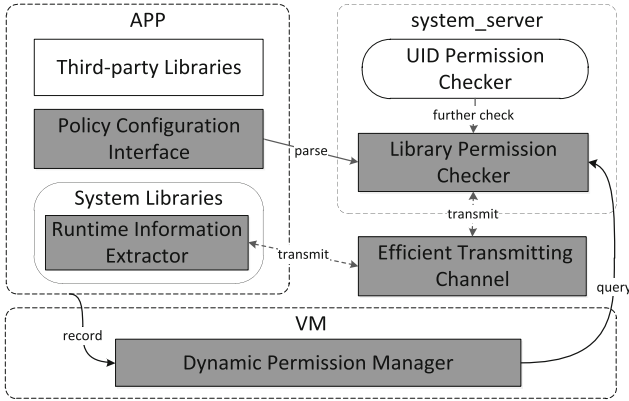 APP
system_server
Third-party Libraries
UID Permission
Checker
further check
Policy Configuration
Interface
parse
Library Permission
Checker
System Libraries
Runtime Information
Extractor
transmit
transmit
Efficient Transmitting
Channel
query
record
VM
Dynamic Permission Manager